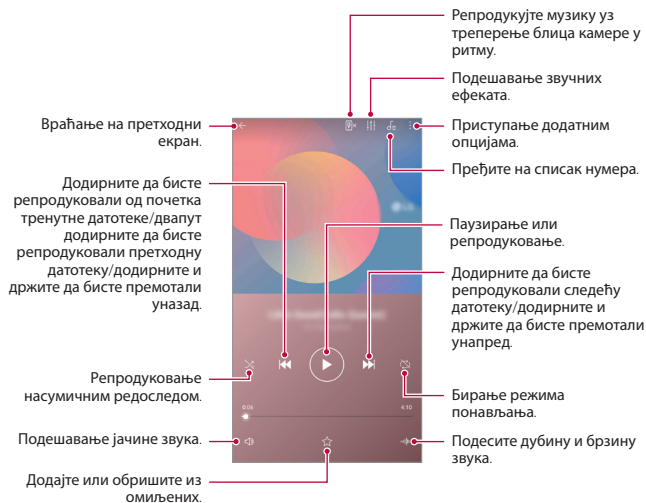 Репродукујте музику уз
треперење блица камере у
ритму.
Подешавање звучних
ефеката.
Враћање на претходни
екран.
Приступање додатним
опцијама.
Пређите на списак нумера.
Додирните да бисте
репродуковали од почетка
тренутне датотеке/двапут
додирните да бисте
репродуковали претходну
датотеку/додирните и
држите да бисте премотали
уназад.
Паузирање или
репродуковање.
Додирните да бисте
репродуковали следећу
датотеку/додирните и
држите да бисте премотали
унапред.
Репродуковање
насумичним редоследом.
Бирање режима
понављања.
0:06
4:10
Подешавање јачине звука.
Подесите дубину и брзину
звука.
Додајте или обришите из
омиљених.